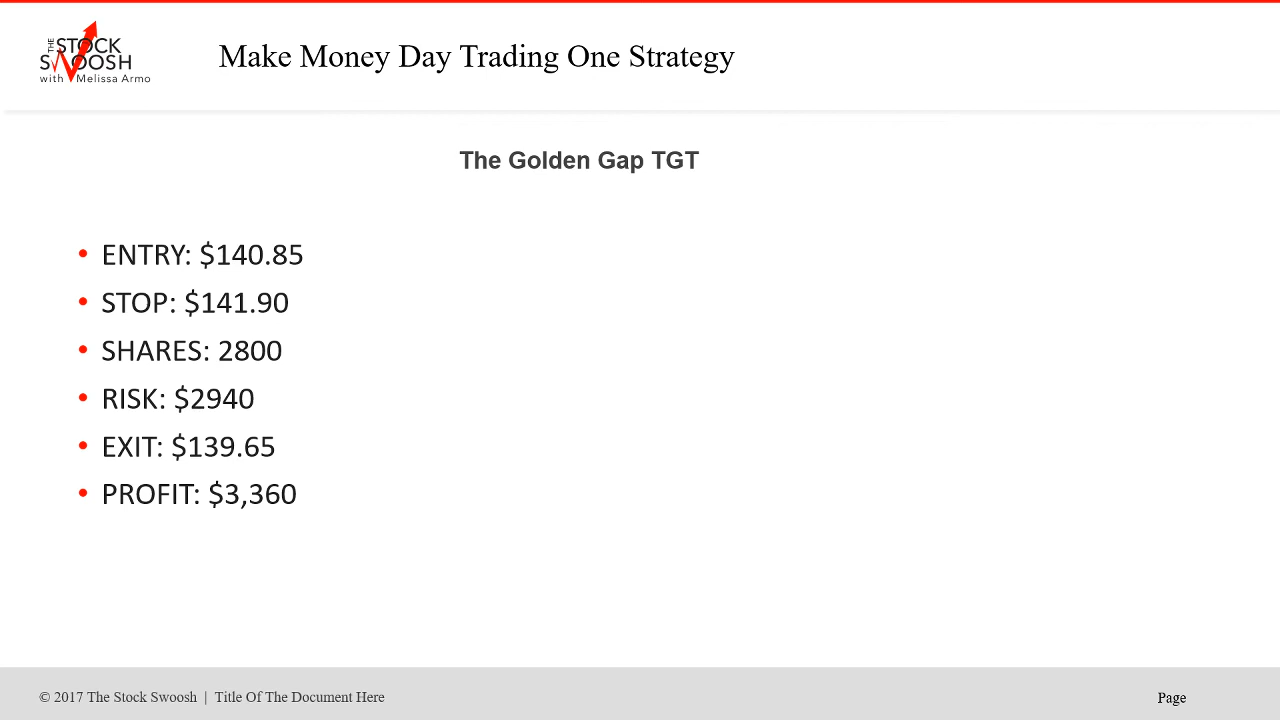 THE STOCK
SWOOSH
with Melissa Armo
Make Money Day Trading One Strategy
The Golden Gap TGT
• ENTRY: $140.85
• STOP: $141.90
• SHARES: 2800
• RISK: $2940
• EXIT: $139.65
• PROFIT: $3,360
© 2017 The Stock Swoosh | Title Of The Document Here
Page